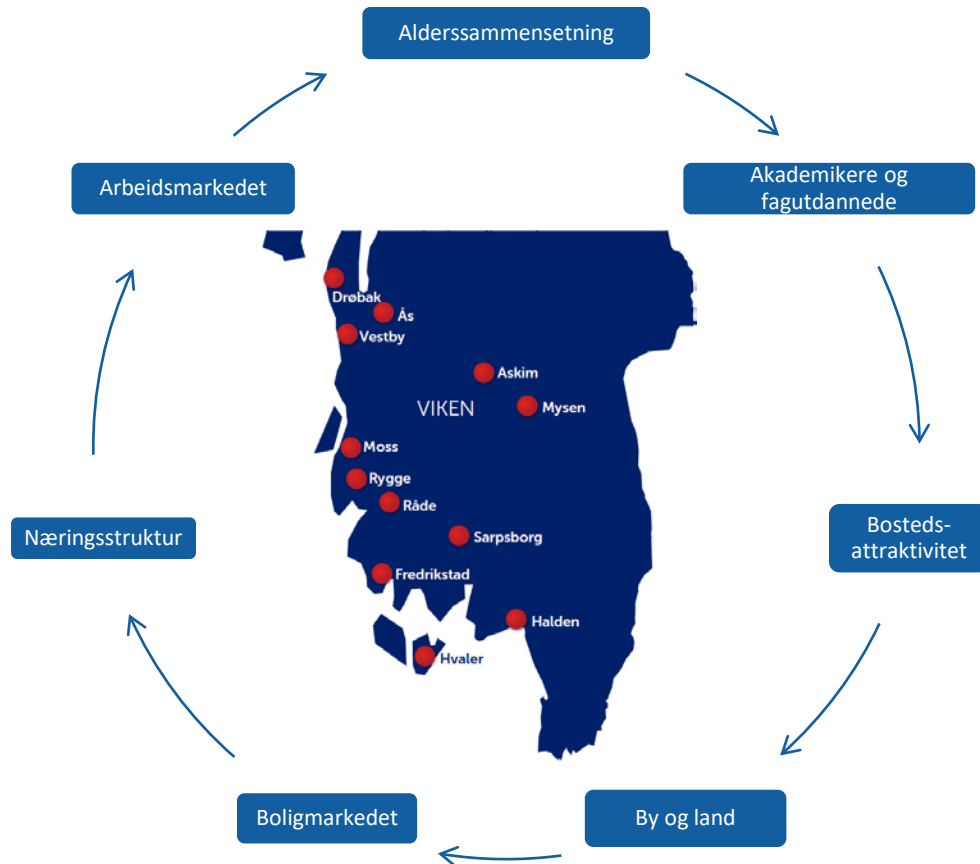 Alderssammensetning
Arbeidsmarkedet
Akademikere og
fagutdannede
Drøbak
Ås
Vestby
Askim
VIKEN
Mysen
Moss
Rygge
Råde
Næringsstruktur
Sarpsborg
Bosteds-
attraktivitet
Fredrikstad
Halden
Hvaler
Boligmarkedet
By og land